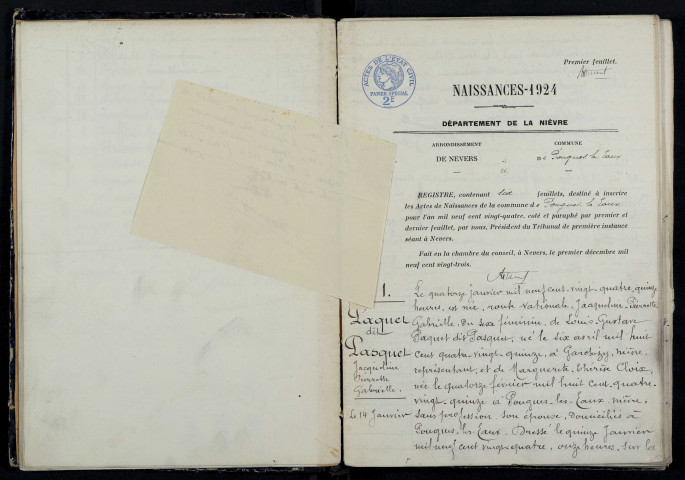 Premier feuillet.
ACTES DE L'ÉTAT CIVIL
PAPIER SPÉCIAL
2E
NAISSANCES-1924
DÉPARTEMENT DE LA NIÈVRE
ARRONDISSEMENT
DE NEVERS
COMMUNE
DE Pougues les Eaux
REGISTRE, contenant six feuillets, destiné à inscrire
les Actes de Naissances de la commune de Pougues les Eaux
pour l'an mil neuf cent vingt-quatre, coté et paraphé par premier et
dernier feuillet, par nous, Président du Tribunal de première instance
séant à Nevers.
Fait en la chambre du conseil, à Nevers, le premier décembre mil
neuf cent vingt-trois.
1.
Paquet
dit
Pasquet
Jacqueline
Pierrette
Gabrielle.
Le 14 Janvier
Le quatorze janvier mil neuf cent vingt-quatre, quinze
heures, est née, route Nationale, Jacqueline Pierrette
Gabrielle, du sexe féminin, de Louis Gustave
Paquet dit Pasquet, né le six avril mil huit
cent quatre-vingt-quinze, à Garchizy, Nièvre,
représentant, et de Marguerite Thérèse Cloix,
née le quatorze février mil huit cent quatre-
vingt-quinze à Pougues-les-Eaux, Nièvre,
sans profession, son épouse, domiciliés à
Pougues-les-Eaux. Dressé le quinze Janvier
mil neuf cent vingt-quatre, onze heures, sur la